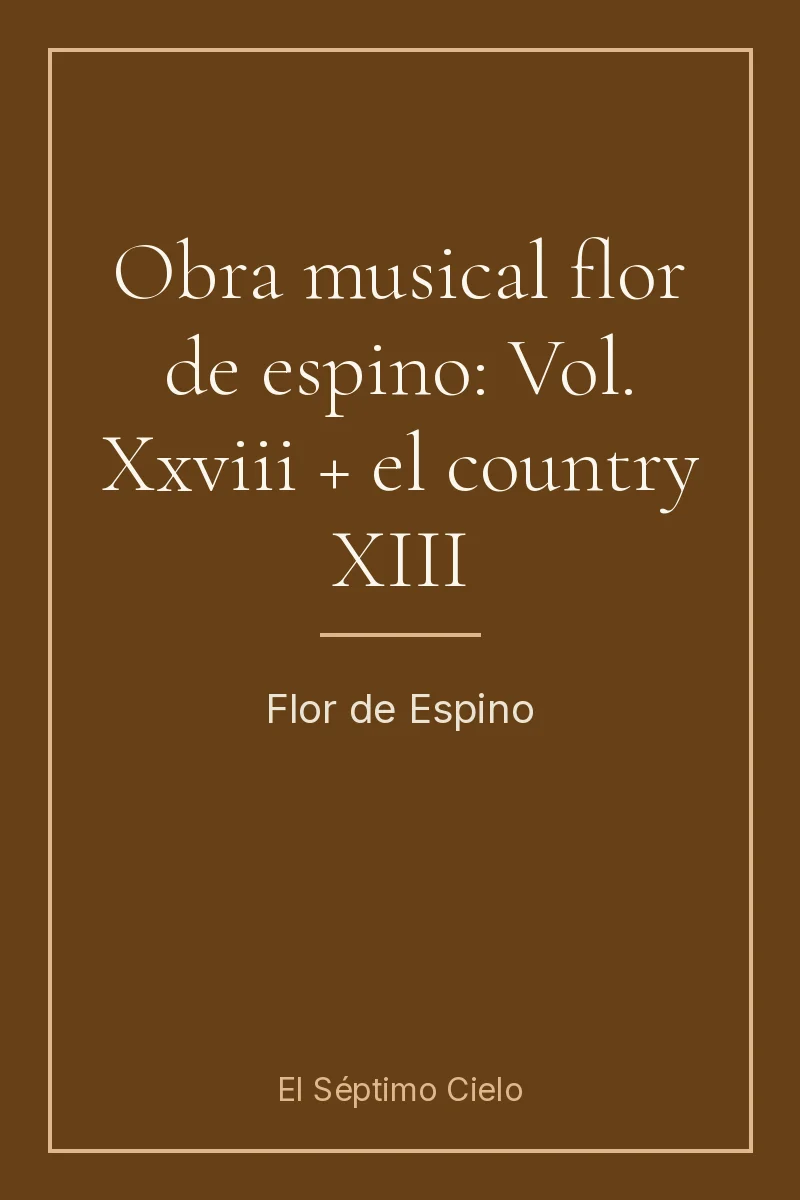 Obra musical flor
de espino: Vol.
Xxviii + el country
XIII
Flor de Espino
El Séptimo Cielo